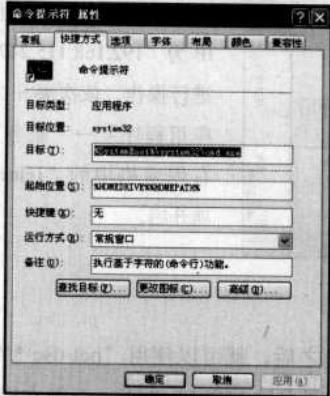 命令提示符 属性
常规 快捷方式 选项 字体 布局 颜色 兼容性
命令提示符
目标类型： 应用程序
目标位置： system32
目标(T)： %SystemRoot%\system32\cmd.exe
起始位置(S)： %HOMEDRIVE%%HOMEPATH%
快捷键(K)： 无
运行方式(R)： 常规窗口
备注(O)： 执行基于字符的(命令行)功能。
查找目标(F)... 更改图标(C)... 高级(D)...
确定 取消 应用(A)